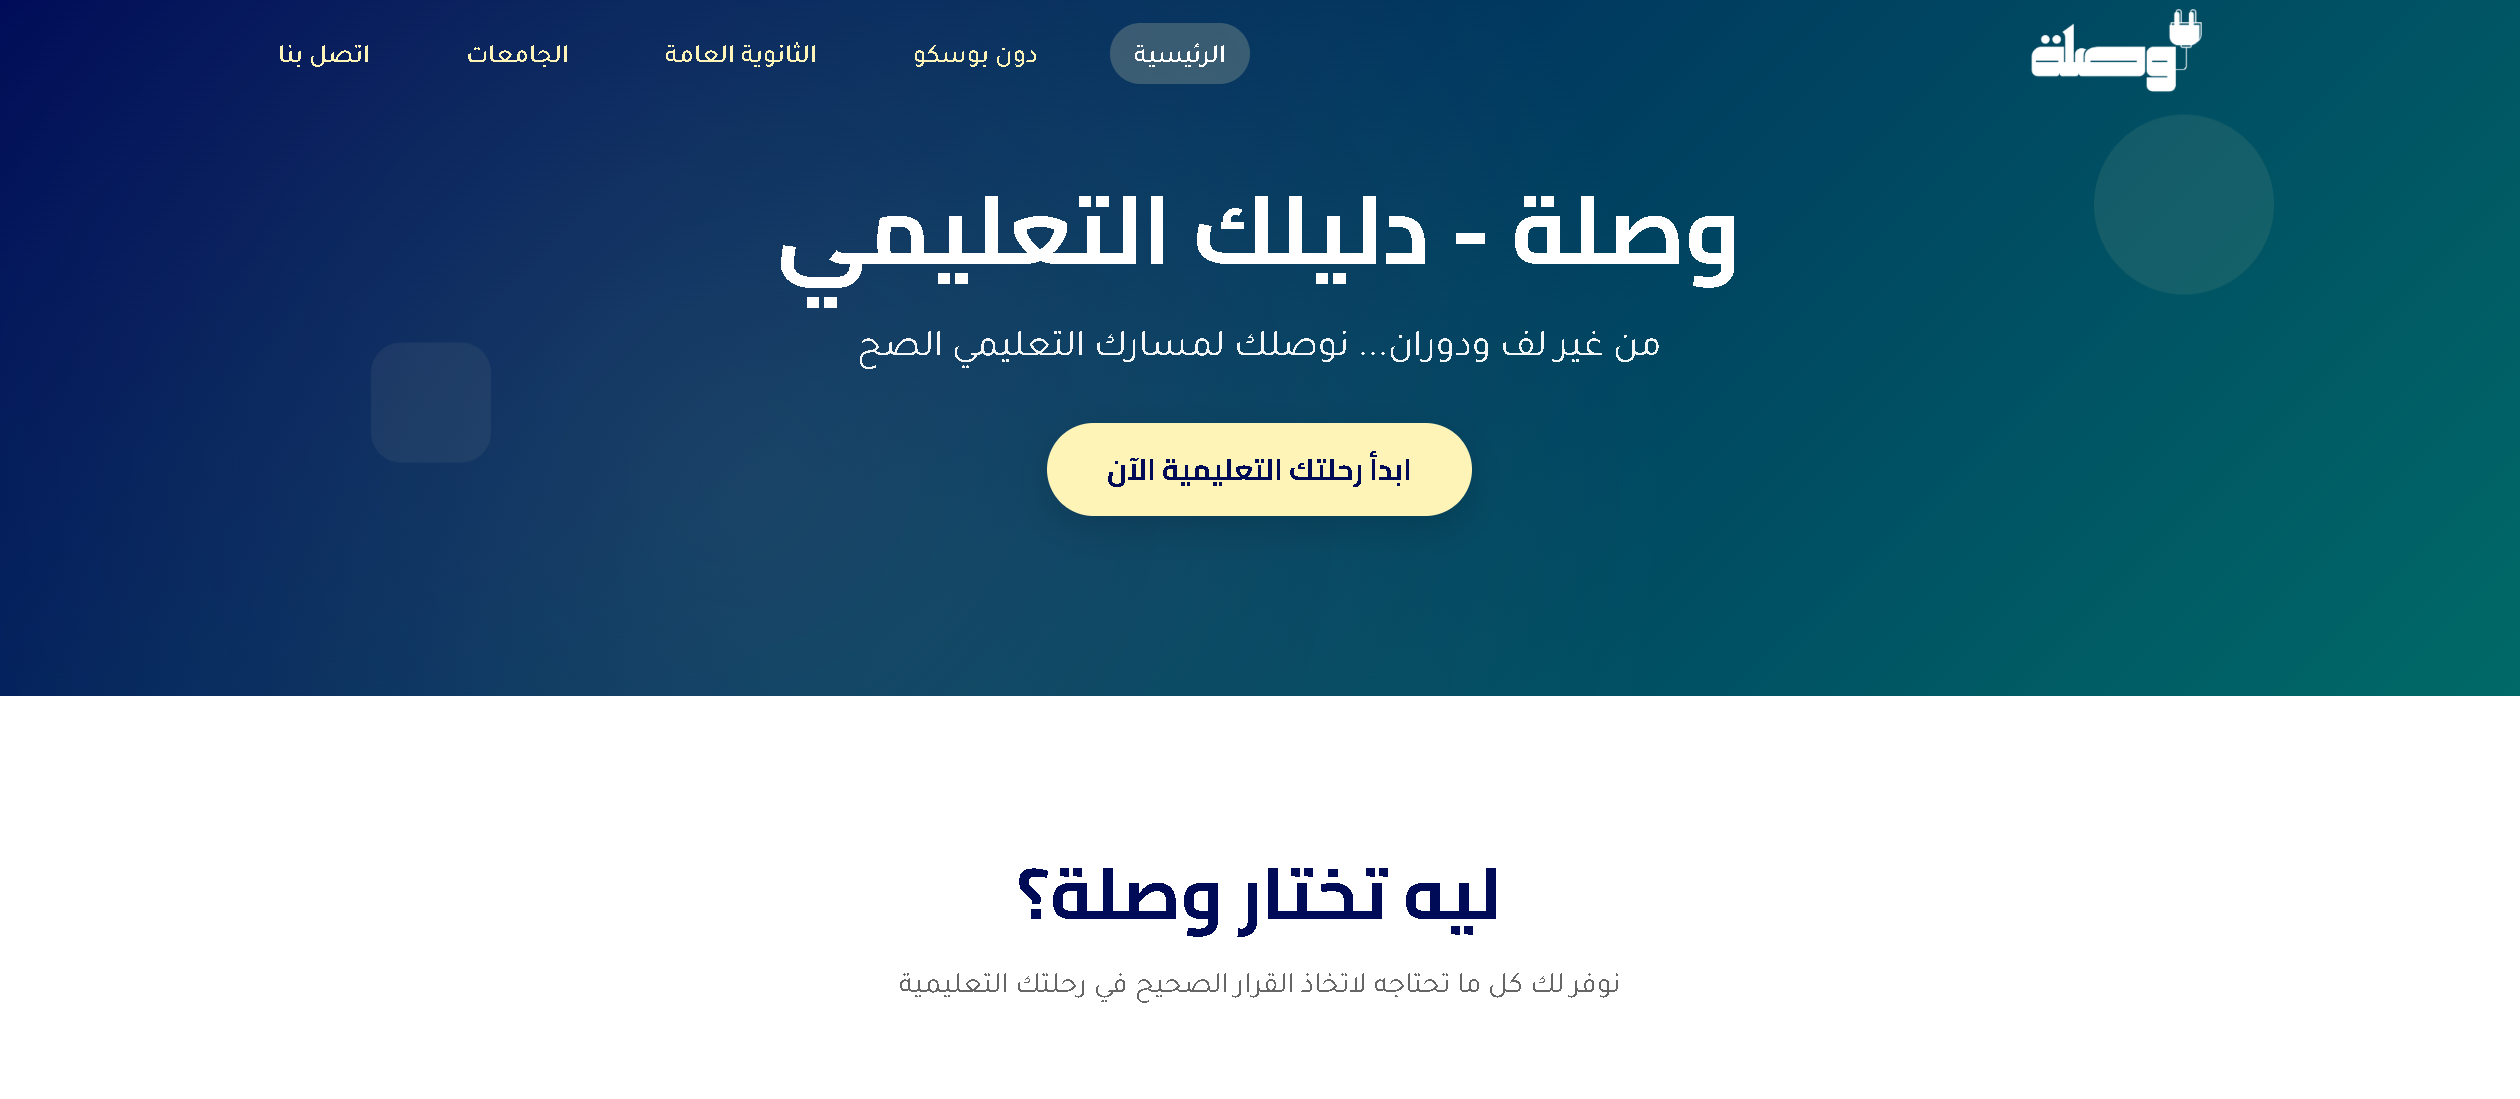 وصلة
الرئيسية
دون بوسكو
الثانوية العامة
الجامعات
اتصل بنا
وصلة - دليلك التعليمي
من غير لف ودوران... نوصلك لمسارك التعليمي الصح
ابدأ رحلتك التعليمية الآن
ليه تختار وصلة؟
نوفر لك كل ما تحتاجه لاتخاذ القرار الصحيح في رحلتك التعليمية